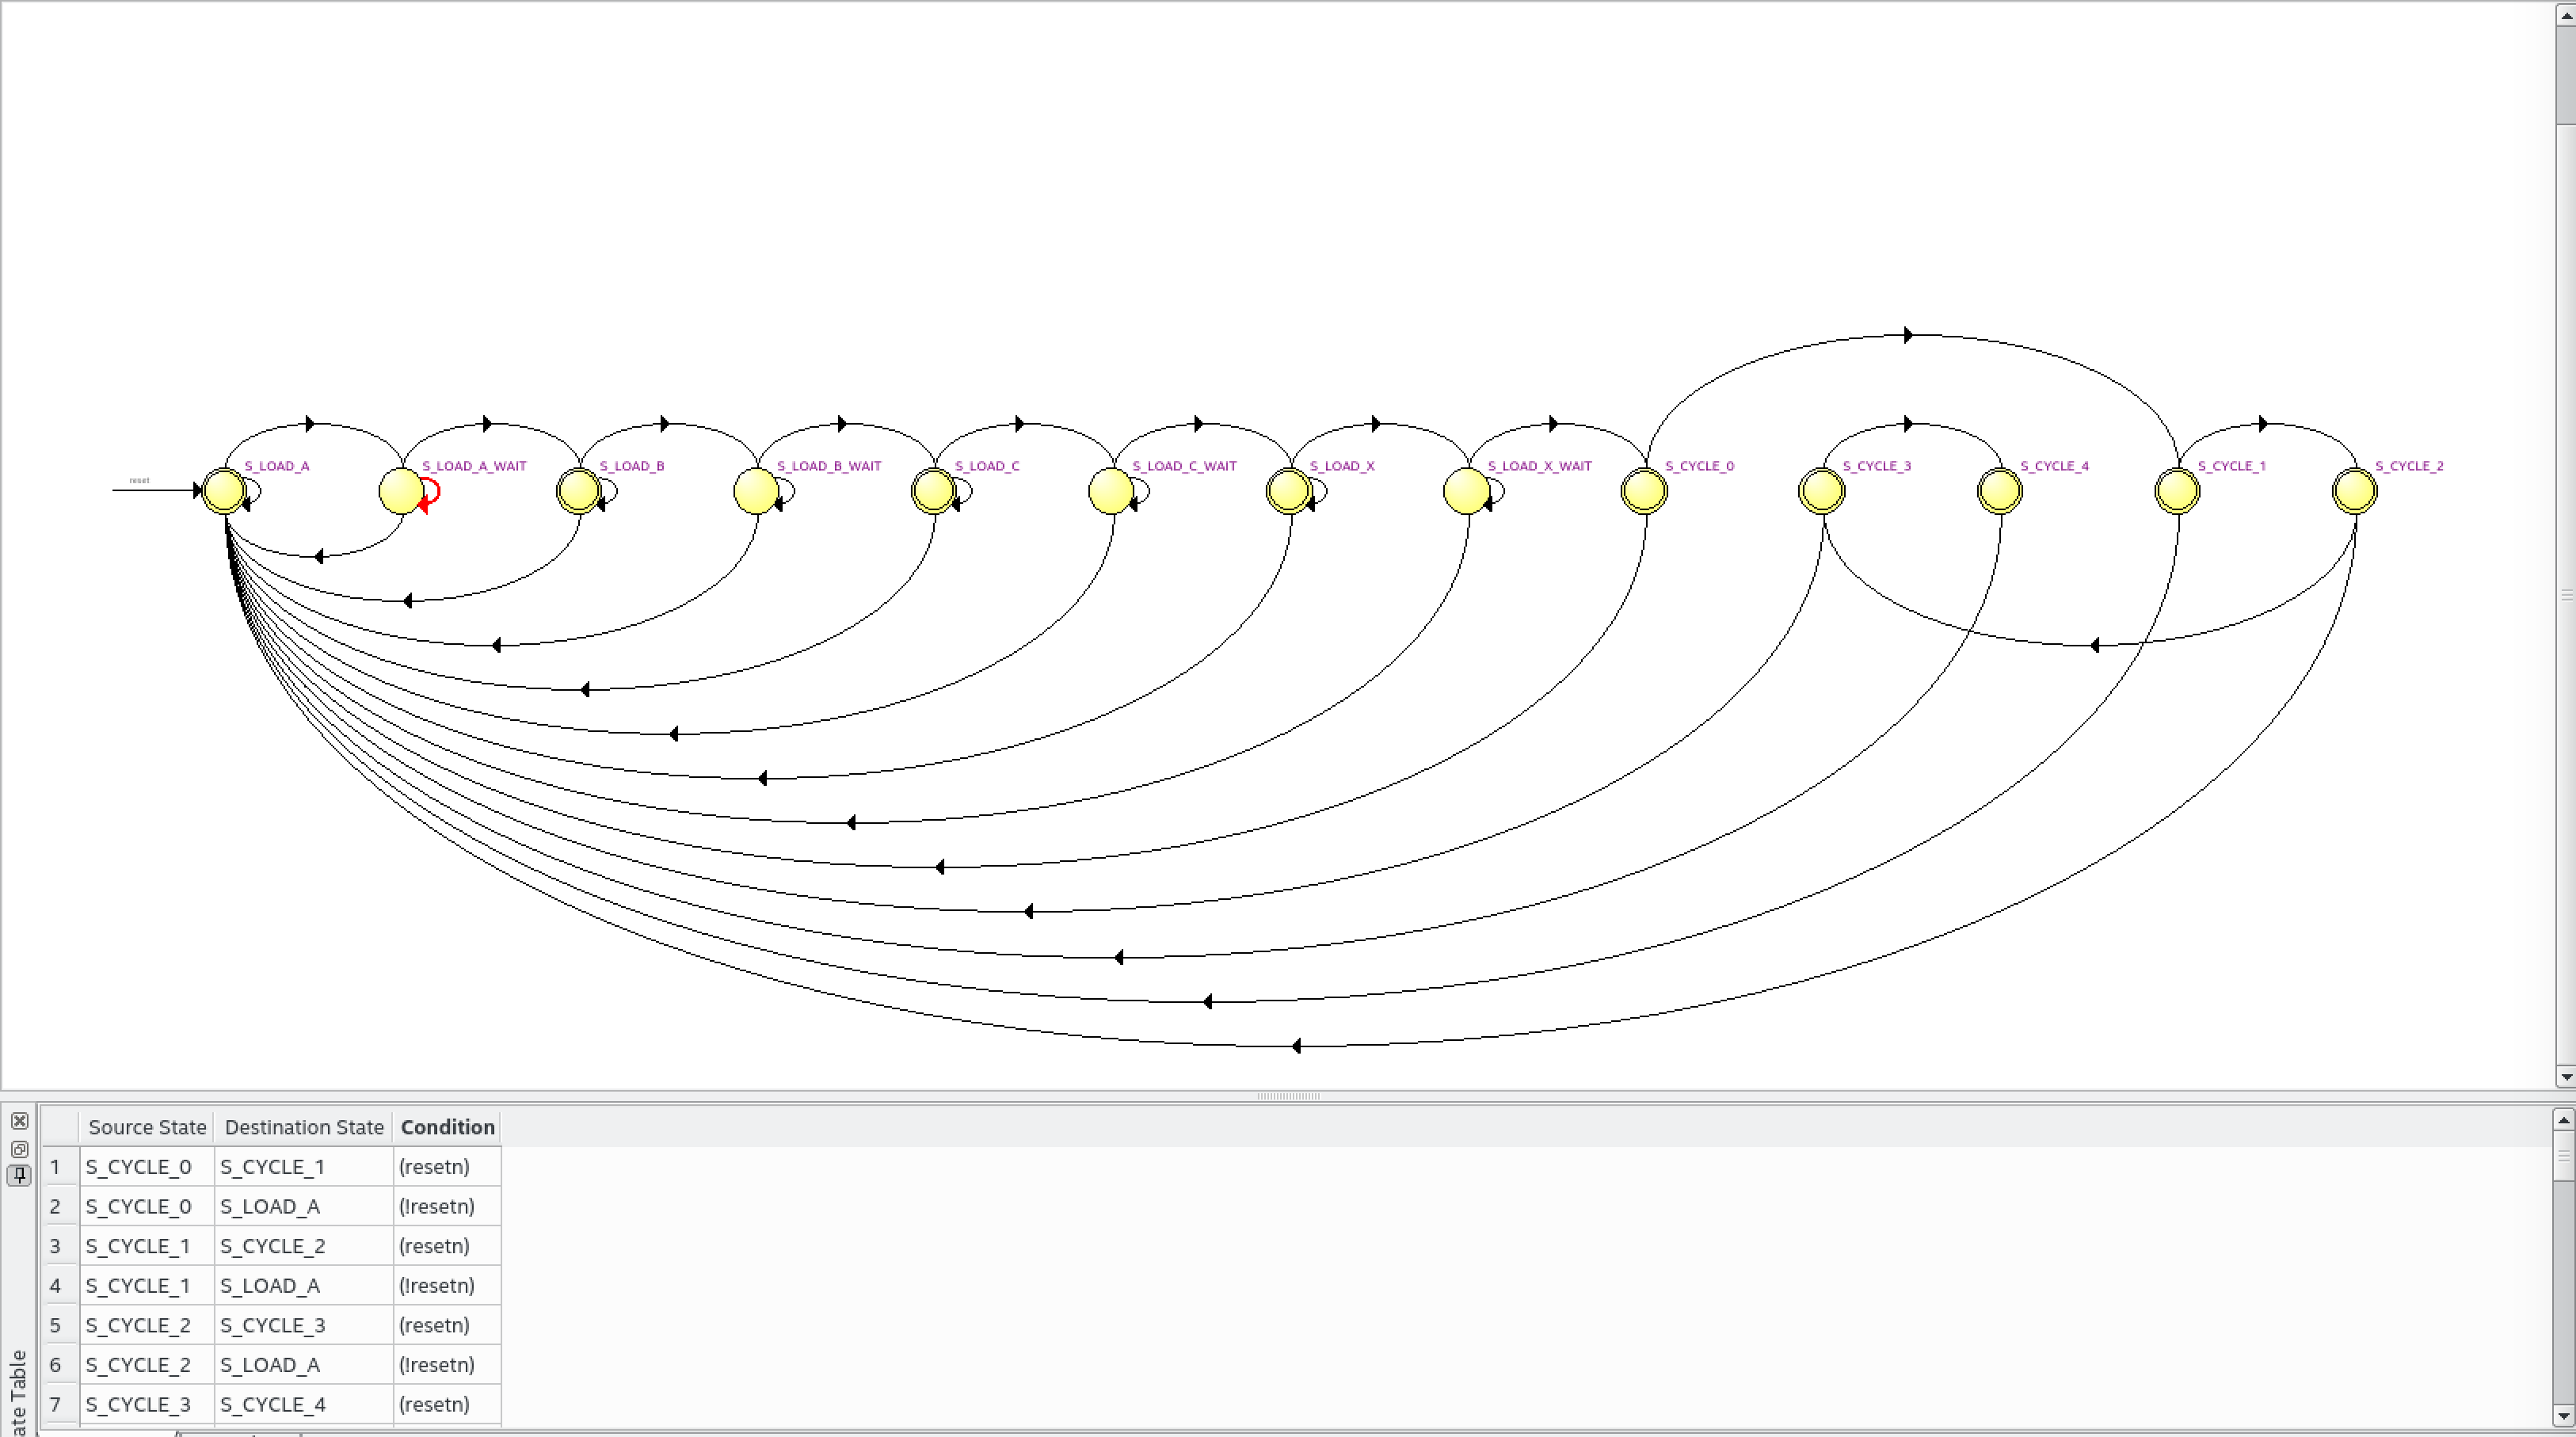 S_LOAD_A S_LOAD_A_WAIT S_LOAD_B S_LOAD_B_WAIT S_LOAD_C S_LOAD_C_WAIT S_LOAD_X S_LOAD_X_WAIT S_CYCLE_0 S_CYCLE_3 S_CYCLE_4 S_CYCLE_1 S_CYCLE_2
reset
Source State Destination State Condition
1 S_CYCLE_0 S_CYCLE_1 (resetn)
2 S_CYCLE_0 S_LOAD_A (!resetn)
3 S_CYCLE_1 S_CYCLE_2 (resetn)
4 S_CYCLE_1 S_LOAD_A (!resetn)
5 S_CYCLE_2 S_CYCLE_3 (resetn)
6 S_CYCLE_2 S_LOAD_A (!resetn)
7 S_CYCLE_3 S_CYCLE_4 (resetn)
ate Table